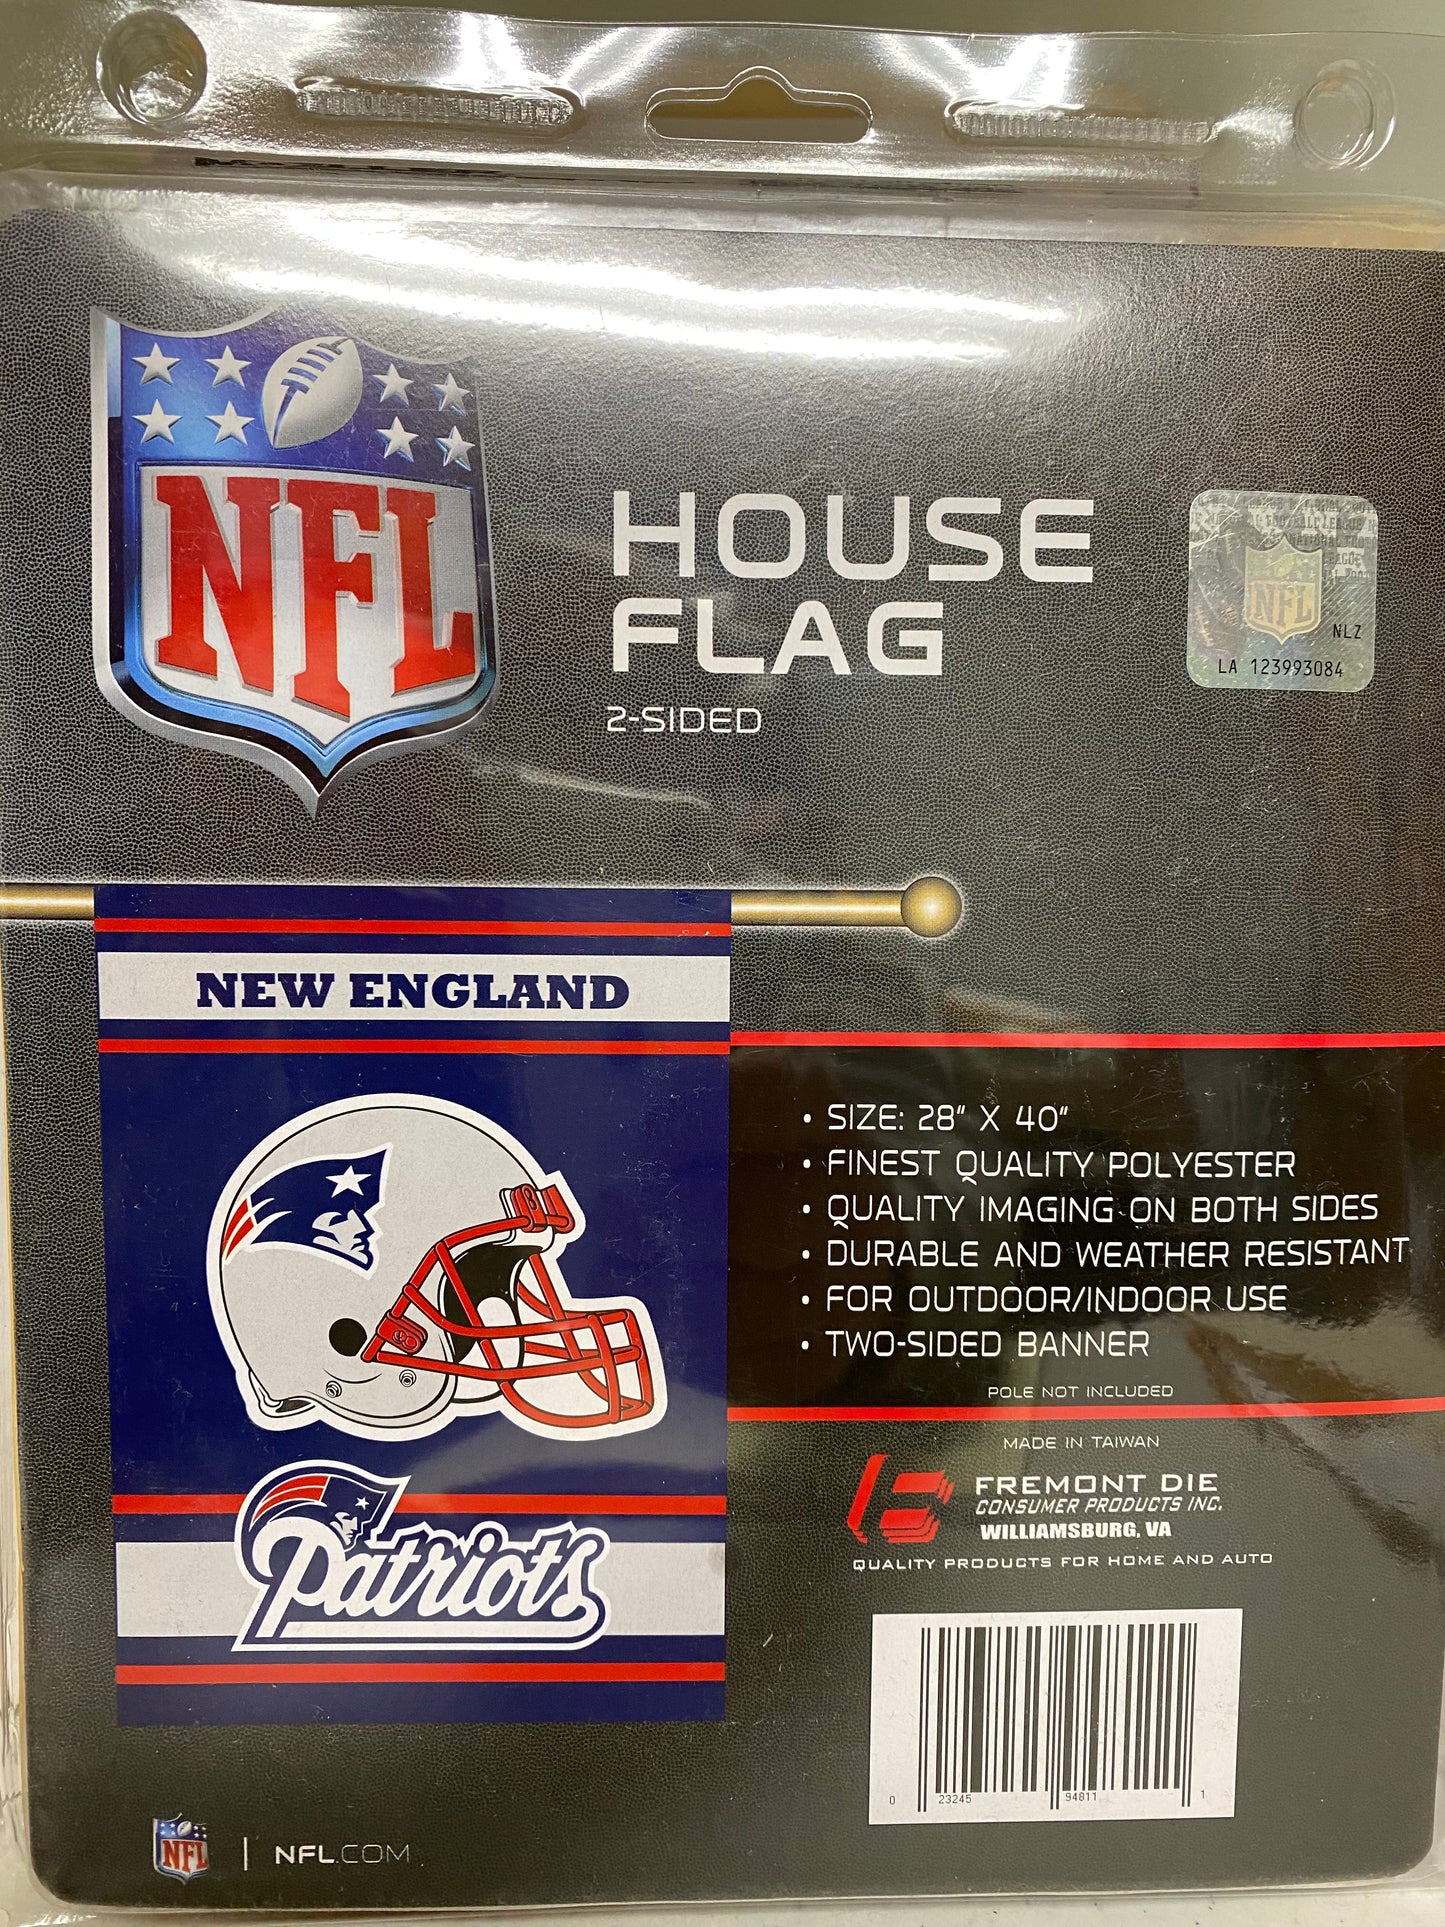 NFL
HOUSE
FLAG
2-SIDED
NFL
NLZ
LA 123993084
NEW ENGLAND
Patriots
• SIZE: 28" X 40"
• FINEST QUALITY POLYESTER
• QUALITY IMAGING ON BOTH SIDES
• DURABLE AND WEATHER RESISTANT
• FOR OUTDOOR/INDOOR USE
• TWO-SIDED BANNER
POLE NOT INCLUDED
MADE IN TAIWAN
FREMONT DIE
CONSUMER PRODUCTS INC.
WILLIAMSBURG, VA
QUALITY PRODUCTS FOR HOME AND AUTO
0 23245 94811 1
NFL | NFL.COM